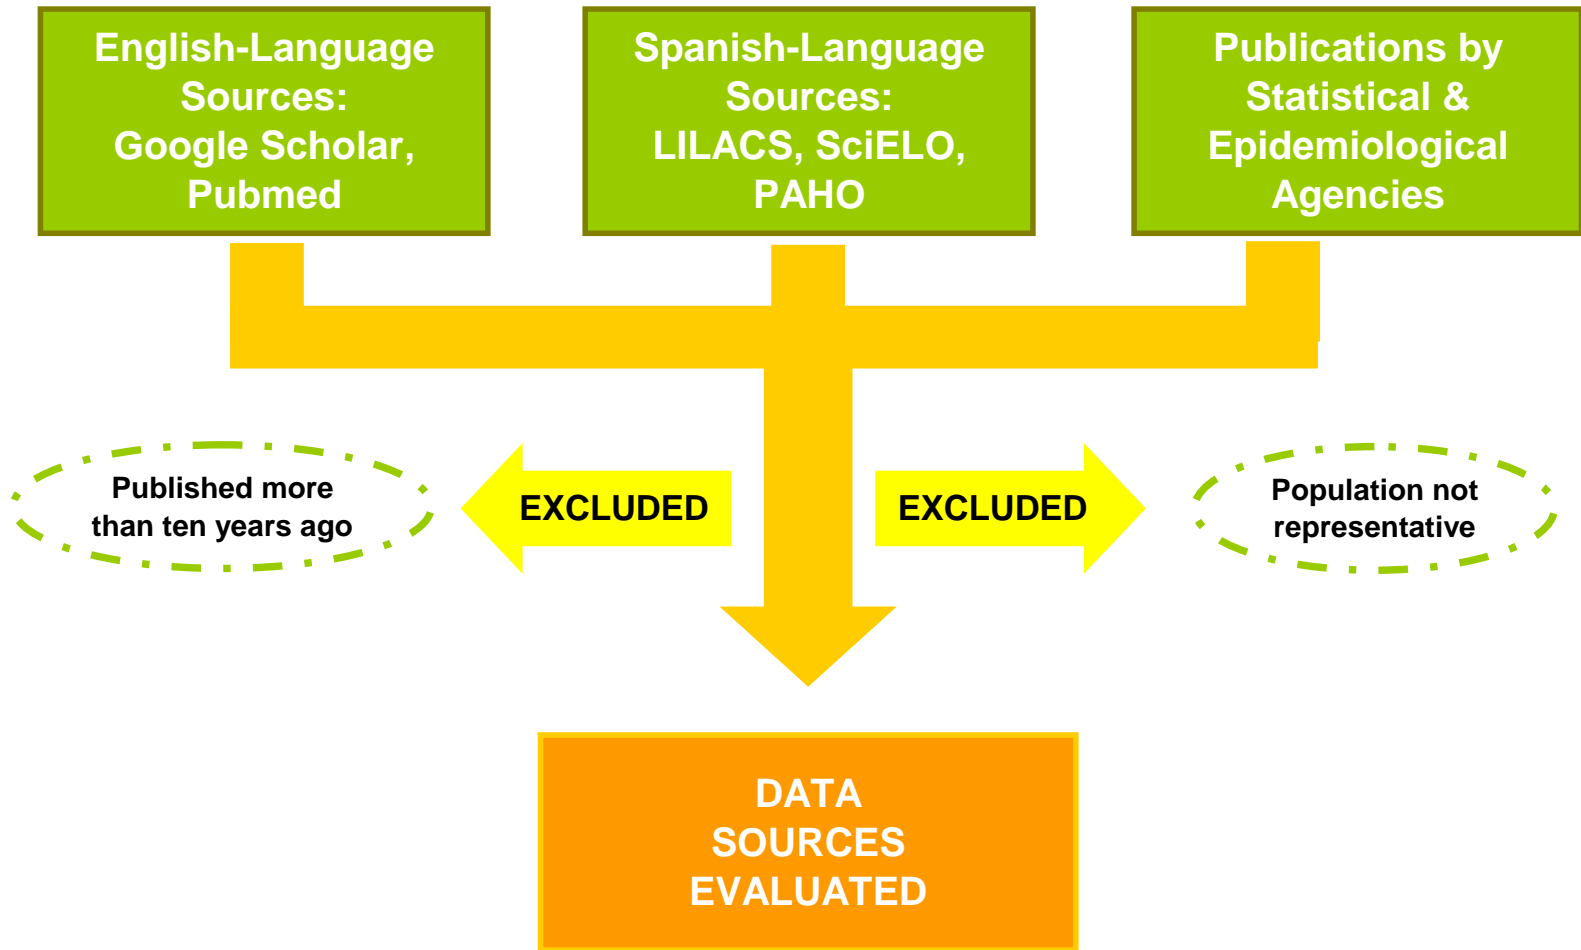 English-Language
Sources:
Google Scholar,
Pubmed
Spanish-Language
Sources:
LILACS, SciELO,
PAHO
Publications by
Statistical &
Epidemiological
Agencies
Published more
than ten years ago
EXCLUDED
EXCLUDED
Population not
representative
DATA
SOURCES
EVALUATED